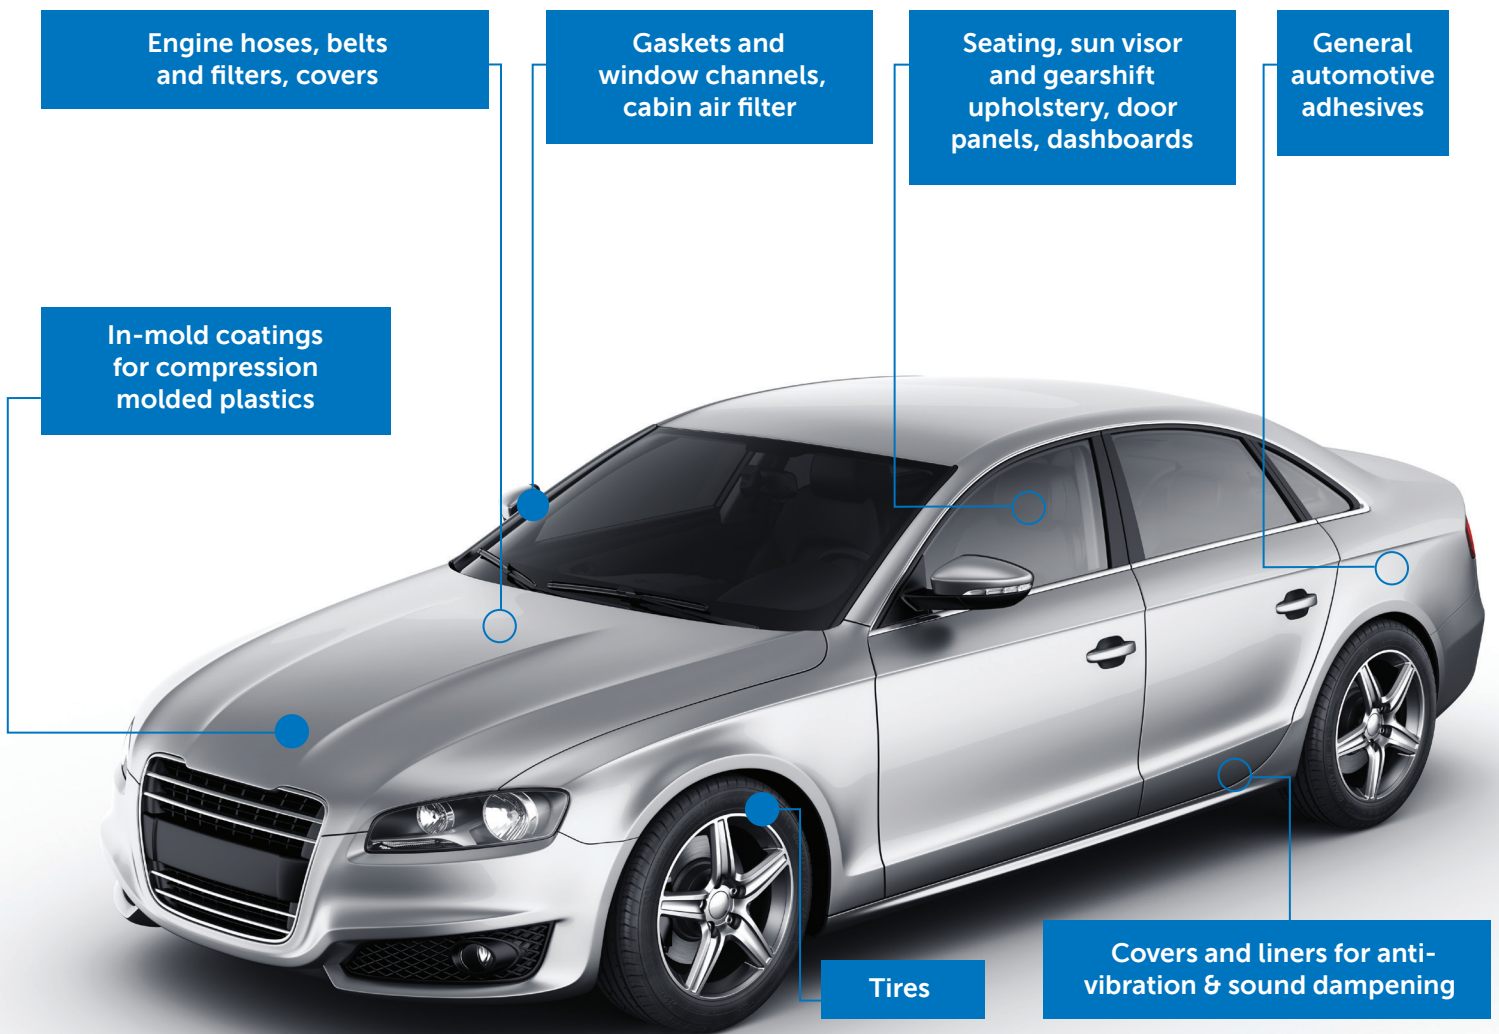 Engine hoses, belts
and filters, covers
Gaskets and
window channels,
cabin air filter
Seating, sun visor
and gearshift
upholstery, door
panels, dashboards
General
automotive
adhesives
In-mold coatings
for compression
molded plastics
Tires
Covers and liners for anti-
vibration & sound dampening